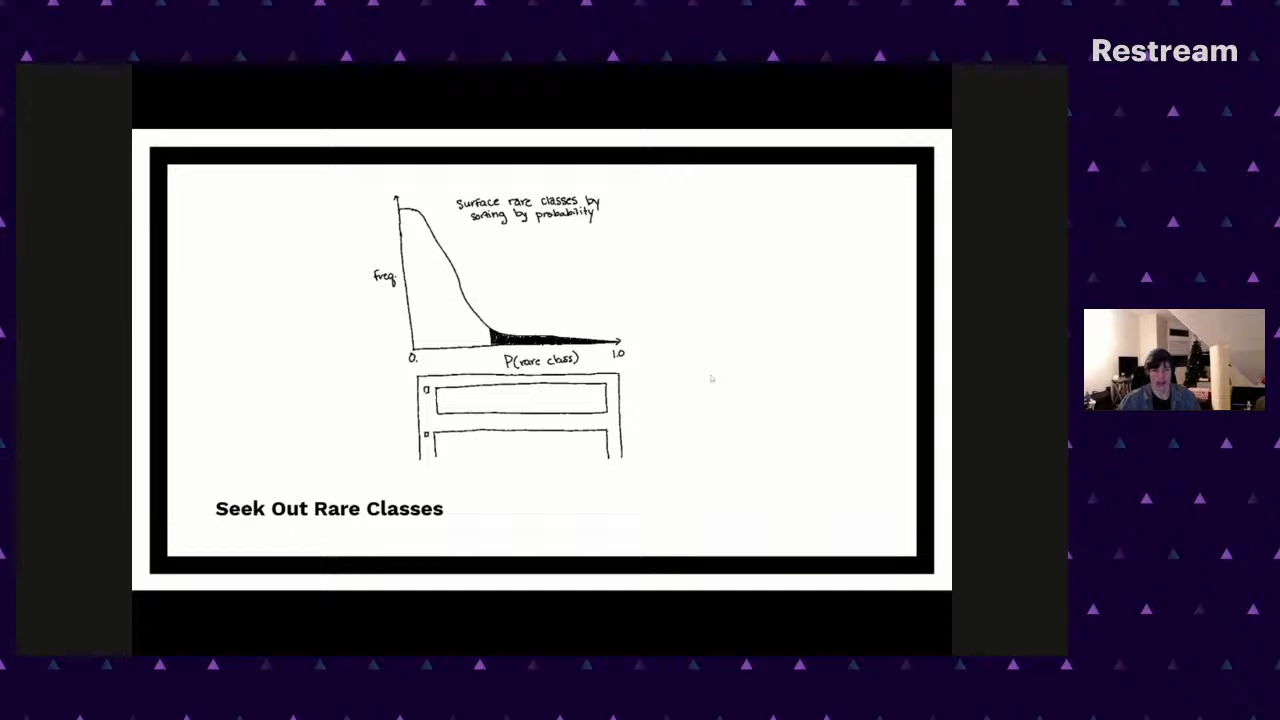 Restream
Surface rare classes by
sorting by probability
freq.
0.
P(rare class)
1.0
Seek Out Rare Classes